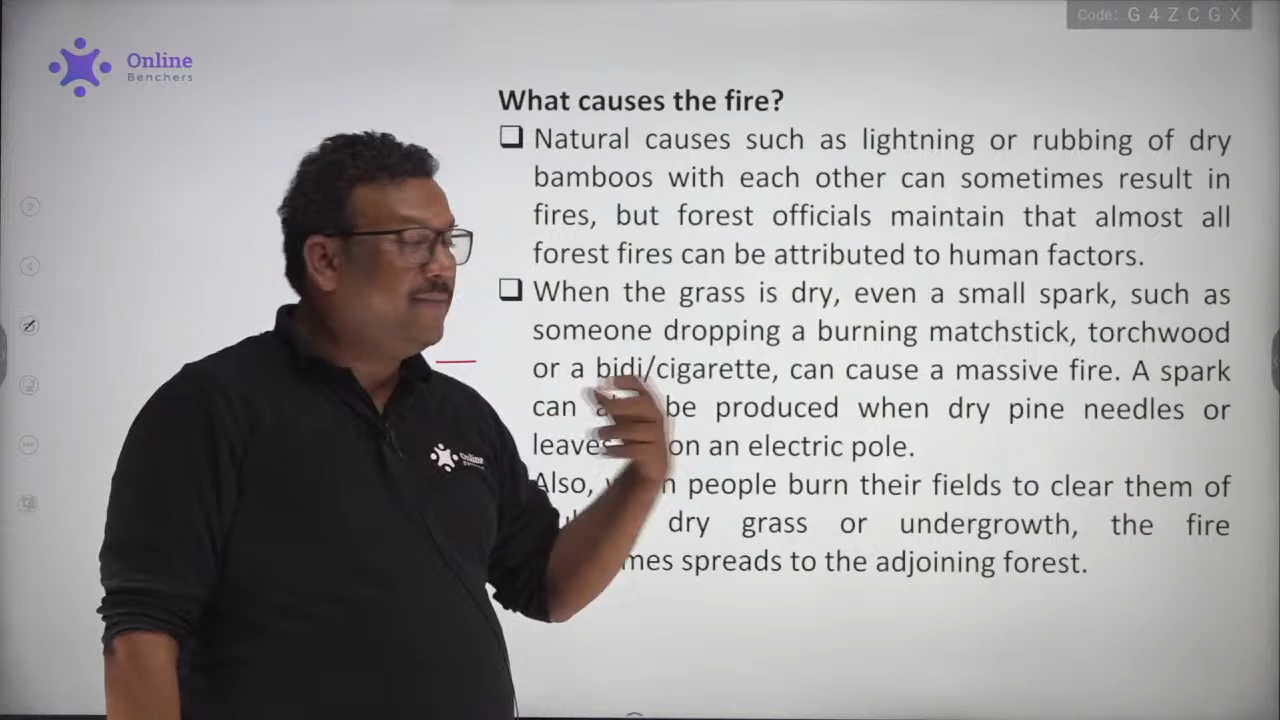 Code: G 4 Z C G X
Online
Benchers
What causes the fire?
Natural causes such as lightning or rubbing of dry
bamboos with each other can sometimes result in
fires, but forest officials maintain that almost all
forest fires can be attributed to human factors.
When the grass is dry, even a small spark, such as
someone dropping a burning matchstick, torchwood
or a bidi/cigarette, can cause a massive fire. A spark
can be produced when dry pine needles or
leaves on an electric pole.
Also, people burn their fields to clear them of
dry grass or undergrowth, the fire
spreads to the adjoining forest.
Online